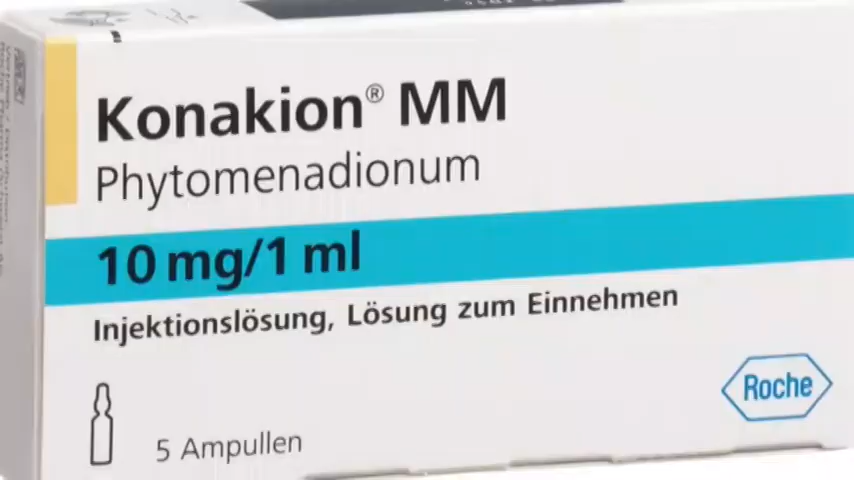 Konakion® MM
Phytomenadionum
10 mg/1 ml
Injektionslösung, Lösung zum Einnehmen
Roche
5 Ampullen